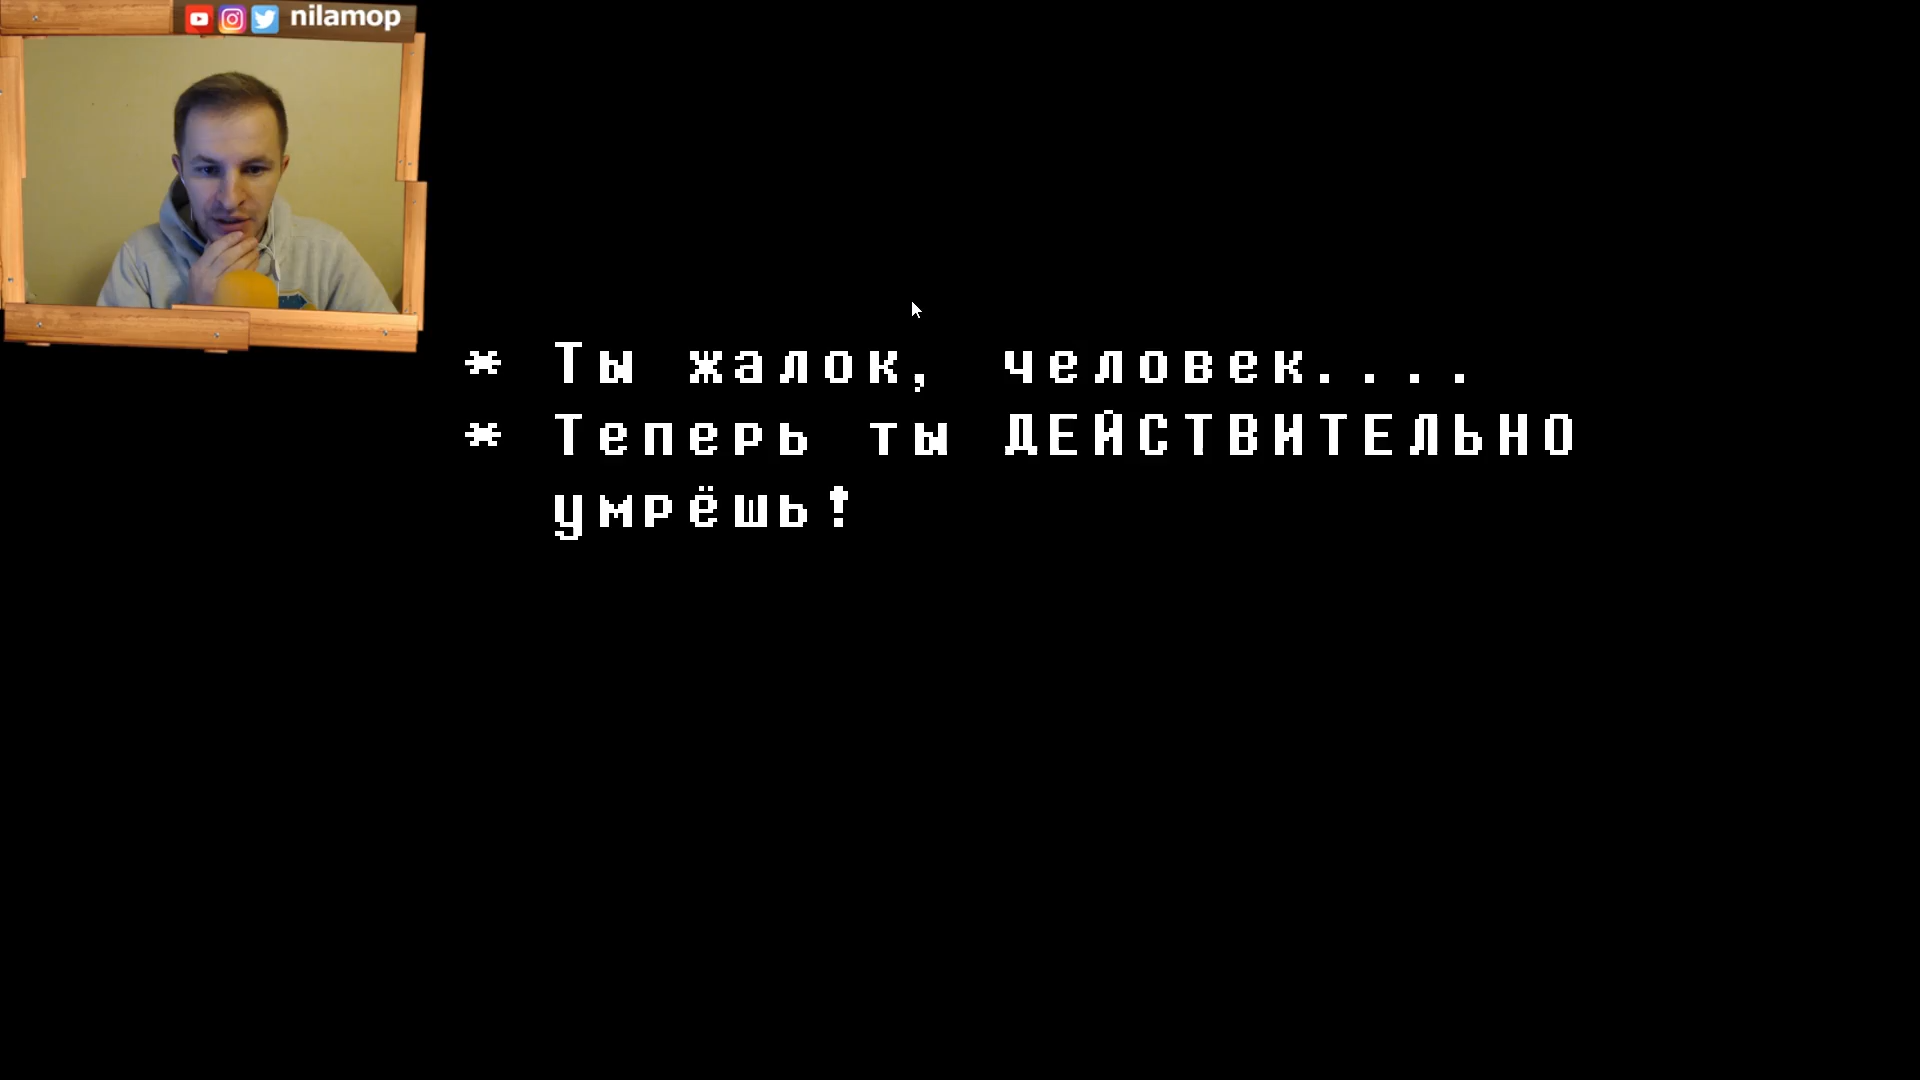 nilamop
* Ты жалок, человек....
* Теперь ты ДЕЙСТВИТЕЛЬНО
умрёшь!